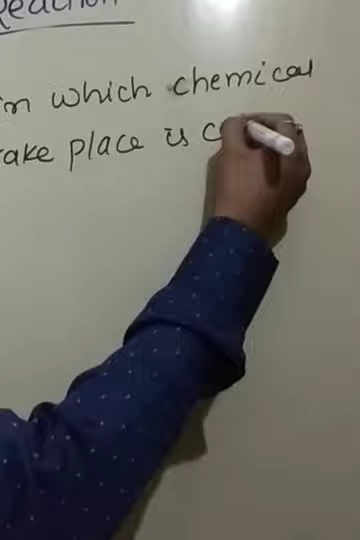 Reaction
in which chemical
take place is c